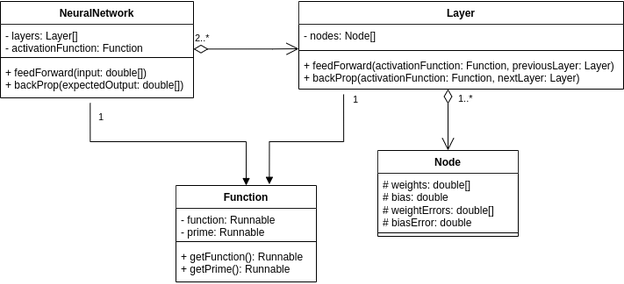 NeuralNetwork
- layers: Layer[]
- activationFunction: Function
+ feedForward(input: double[])
+ backProp(expectedOutput: double[])
2..*
Layer
- nodes: Node[]
+ feedForward(activationFunction: Function, previousLayer: Layer)
+ backProp(activationFunction: Function, nextLayer: Layer)
1
1
1..*
Function
- function: Runnable
- prime: Runnable
+ getFunction(): Runnable
+ getPrime(): Runnable
Node
# weights: double[]
# bias: double
# weightErrors: double[]
# biasError: double